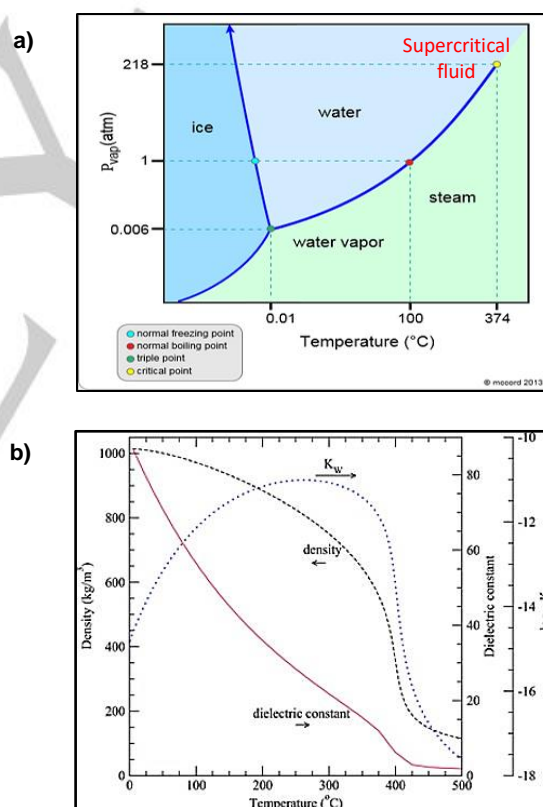 a)
Supercritical
fluid
218
water
ice
Pvap(atm)
1
steam
0.006
water vapor
0.01
100
374
Temperature (°C)
normal freezing point
normal boiling point
triple point
critical point
© mccord 2013
b)
1000
800
600
400
200
0
Density (kg/m³)
Kw
density
dielectric constant
80
60
40
20
0
Dielectric constant
-10
-12
-14
-16
-18
0
100
200
300
400
500
Temperature (°C)